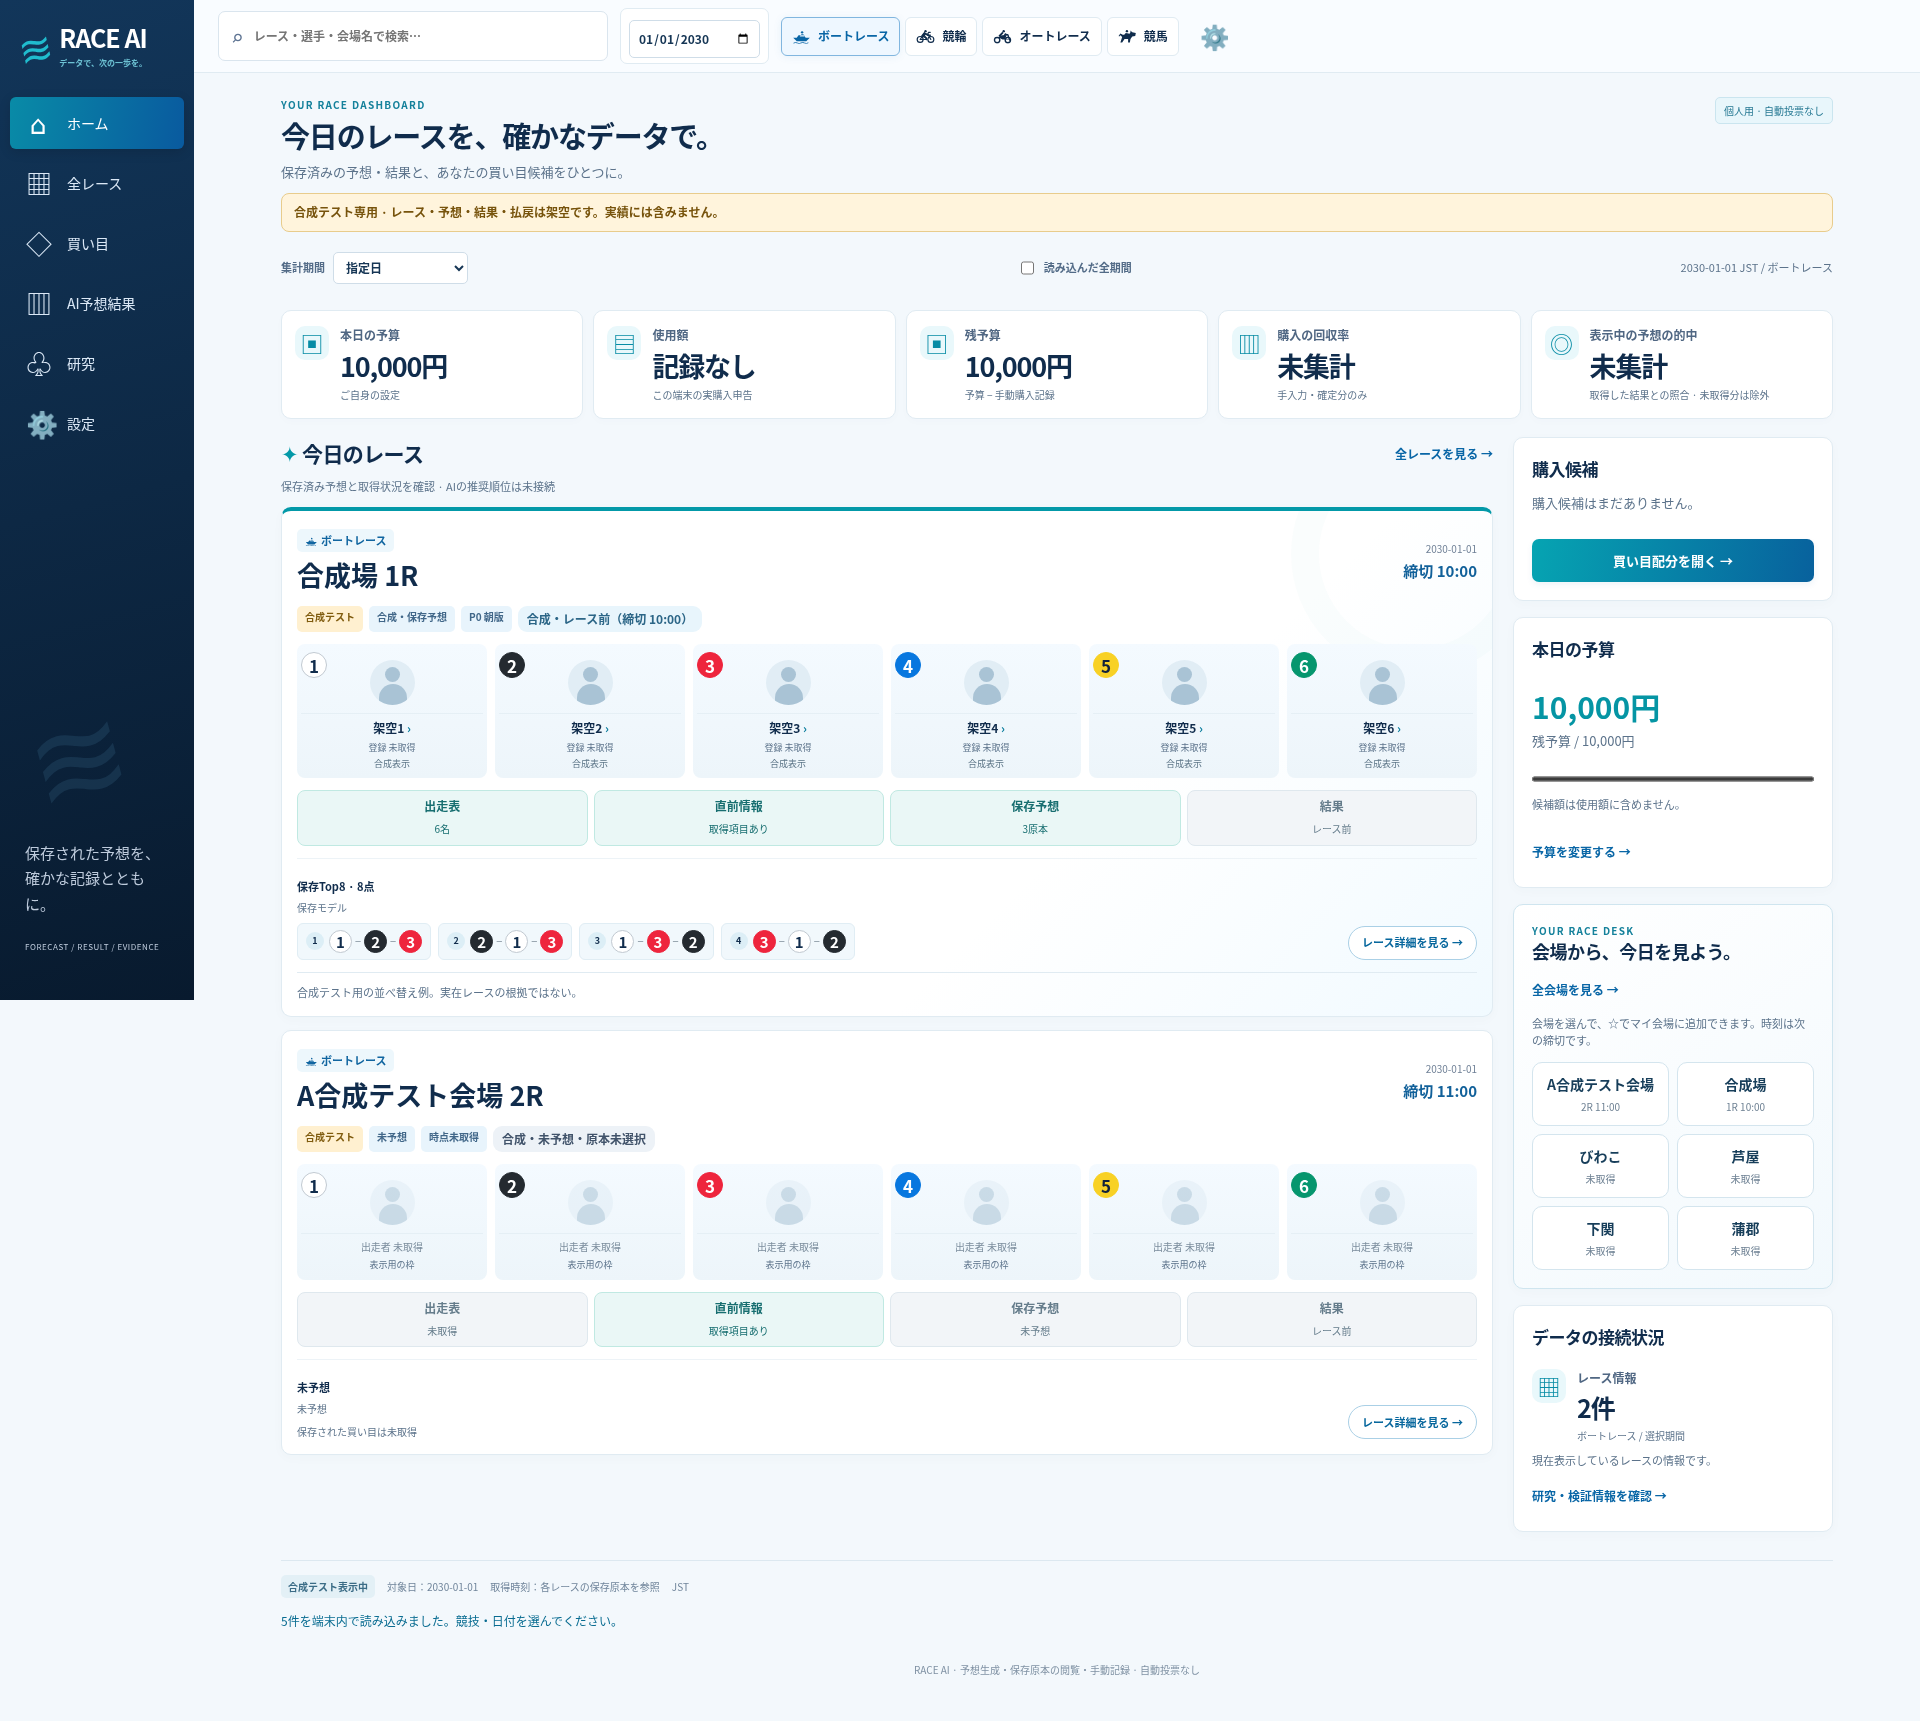 RACE AI
データで、次の一歩を。
ホーム
全レース
買い目
AI予想結果
研究
設定
保存された予想を、
確かな記録ととも
に。
FORECAST / RESULT / EVIDENCE
レース・選手・会場名で検索…
01/01/2030
ボートレース
競輪
オートレース
競馬
YOUR RACE DASHBOARD
今日のレースを、確かなデータで。
保存済みの予想・結果と、あなたの買い目候補をひとつに。
個人用・自動投票なし
合成テスト専用・レース・予想・結果・払戻は架空です。実績には含みません。
集計期間
指定日
読み込んだ全期間
2030-01-01 JST / ボートレース
本日の予算
10,000円
ご自身の設定
使用額
記録なし
この端末の実購入申告
残予算
10,000円
予算 − 手動購入記録
購入の回収率
未集計
手入力・確定分のみ
表示中の予想の的中
未集計
取得した結果との照合・未取得分は除外
✦ 今日のレース
全レースを見る →
保存済み予想と取得状況を確認・AIの推奨順位は未接続
ボートレース
合成場 1R
2030-01-01
締切 10:00
合成テスト
合成・保存予想
P0 朝版
合成・レース前（締切 10:00）
1
架空1 ›
登録 未取得
合成表示
2
架空2 ›
登録 未取得
合成表示
3
架空3 ›
登録 未取得
合成表示
4
架空4 ›
登録 未取得
合成表示
5
架空5 ›
登録 未取得
合成表示
6
架空6 ›
登録 未取得
合成表示
出走表
6名
直前情報
取得項目あり
保存予想
3原本
結果
レース前
保存Top8・8点
保存モデル
1 1 – 2 – 3
2 2 – 1 – 3
3 1 – 3 – 2
4 3 – 1 – 2
レース詳細を見る →
合成テスト用の並べ替え例。実在レースの根拠ではない。
ボートレース
A合成テスト会場 2R
2030-01-01
締切 11:00
合成テスト
未予想
時点未取得
合成・未予想・原本未選択
1
出走者 未取得
表示用の枠
2
出走者 未取得
表示用の枠
3
出走者 未取得
表示用の枠
4
出走者 未取得
表示用の枠
5
出走者 未取得
表示用の枠
6
出走者 未取得
表示用の枠
出走表
未取得
直前情報
取得項目あり
保存予想
未予想
結果
レース前
未予想
未予想
保存された買い目は未取得
レース詳細を見る →
購入候補
購入候補はまだありません。
買い目配分を開く →
本日の予算
10,000円
残予算 / 10,000円
候補額は使用額に含めません。
予算を変更する →
YOUR RACE DESK
会場から、今日を見よう。
全会場を見る →
会場を選んで、☆でマイ会場に追加できます。時刻は次
の締切です。
A合成テスト会場
2R 11:00
合成場
1R 10:00
びわこ
未取得
芦屋
未取得
下関
未取得
蒲郡
未取得
データの接続状況
レース情報
2件
ボートレース / 選択期間
現在表示しているレースの情報です。
研究・検証情報を確認 →
合成テスト表示中
対象日：2030-01-01
取得時刻：各レースの保存原本を参照
JST
5件を端末内で読み込みました。競技・日付を選んでください。
RACE AI・予想生成・保存原本の閲覧・手動記録・自動投票なし